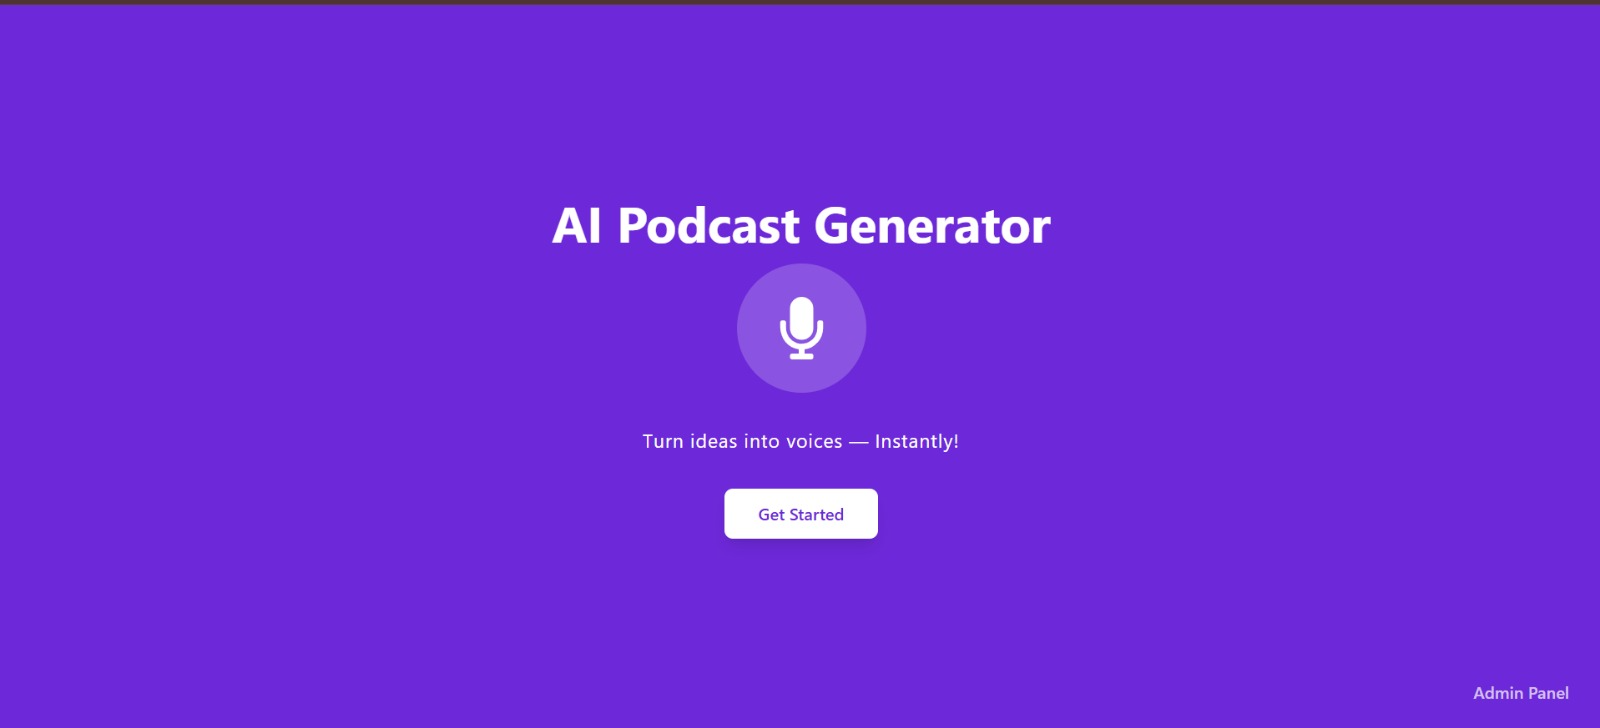 AI Podcast Generator
Turn ideas into voices — Instantly!
Get Started
Admin Panel